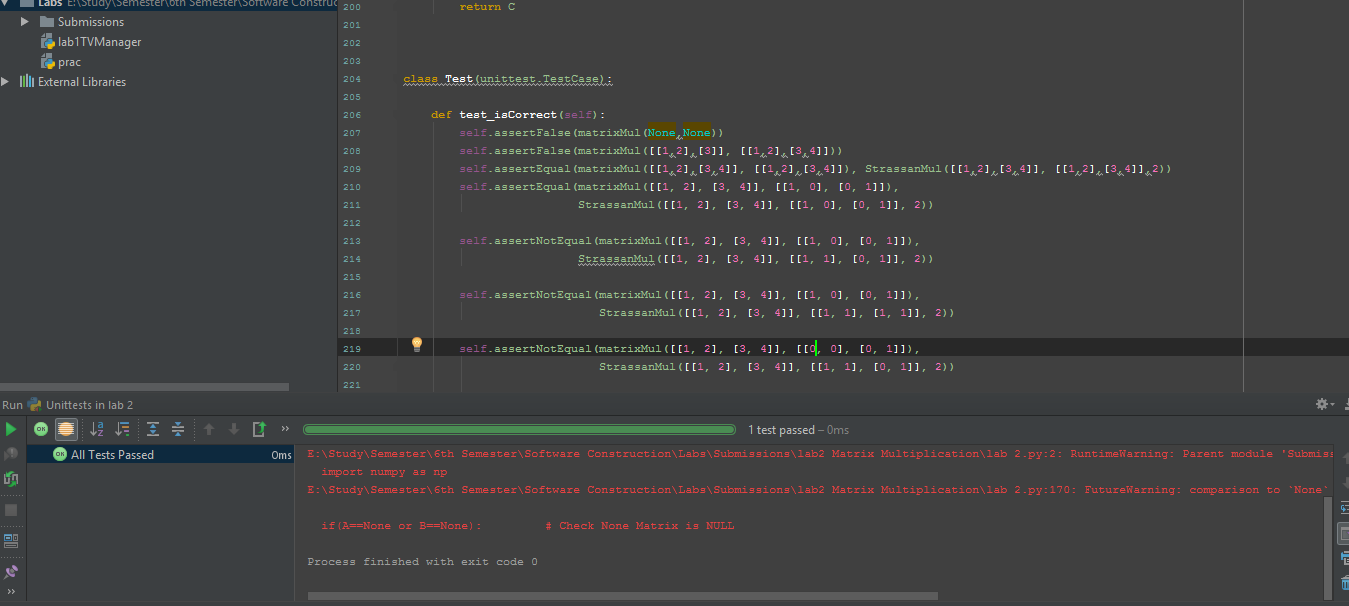 Labs E:\Study\Semester\6th Semester\Software Construc
Submissions
lab1TVManager
prac
External Libraries
200 return C
201
202
203
204 class Test(unittest.TestCase):
205
206 def test_isCorrect(self):
207 self.assertFalse(matrixMul(None,None))
208 self.assertFalse(matrixMul([[1,2],[3]], [[1,2],[3,4]]))
209 self.assertEqual(matrixMul([[1,2],[3,4]], [[1,2],[3,4]]), StrassanMul([[1,2],[3,4]], [[1,2],[3,4]],2))
210 self.assertEqual(matrixMul([[1, 2], [3, 4]], [[1, 0], [0, 1]]),
211 StrassanMul([[1, 2], [3, 4]], [[1, 0], [0, 1]], 2))
212
213 self.assertNotEqual(matrixMul([[1, 2], [3, 4]], [[1, 0], [0, 1]]),
214 StrassanMul([[1, 2], [3, 4]], [[1, 1], [0, 1]], 2))
215
216 self.assertNotEqual(matrixMul([[1, 2], [3, 4]], [[1, 0], [0, 1]]),
217 StrassanMul([[1, 2], [3, 4]], [[1, 1], [1, 1]], 2))
218
219 self.assertNotEqual(matrixMul([[1, 2], [3, 4]], [[0, 0], [0, 1]]),
220 StrassanMul([[1, 2], [3, 4]], [[1, 1], [0, 1]], 2))
221
Run Unittests in lab 2
OK
1 test passed – 0ms
OK All Tests Passed 0ms
E:\Study\Semester\6th Semester\Software Construction\Labs\Submissions\lab2 Matrix Multiplication\lab 2.py:2: RuntimeWarning: Parent module 'Submis
import numpy as np
E:\Study\Semester\6th Semester\Software Construction\Labs\Submissions\lab2 Matrix Multiplication\lab 2.py:170: FutureWarning: comparison to `None`
if(A==None or B==None): # Check None Matrix is NULL
Process finished with exit code 0